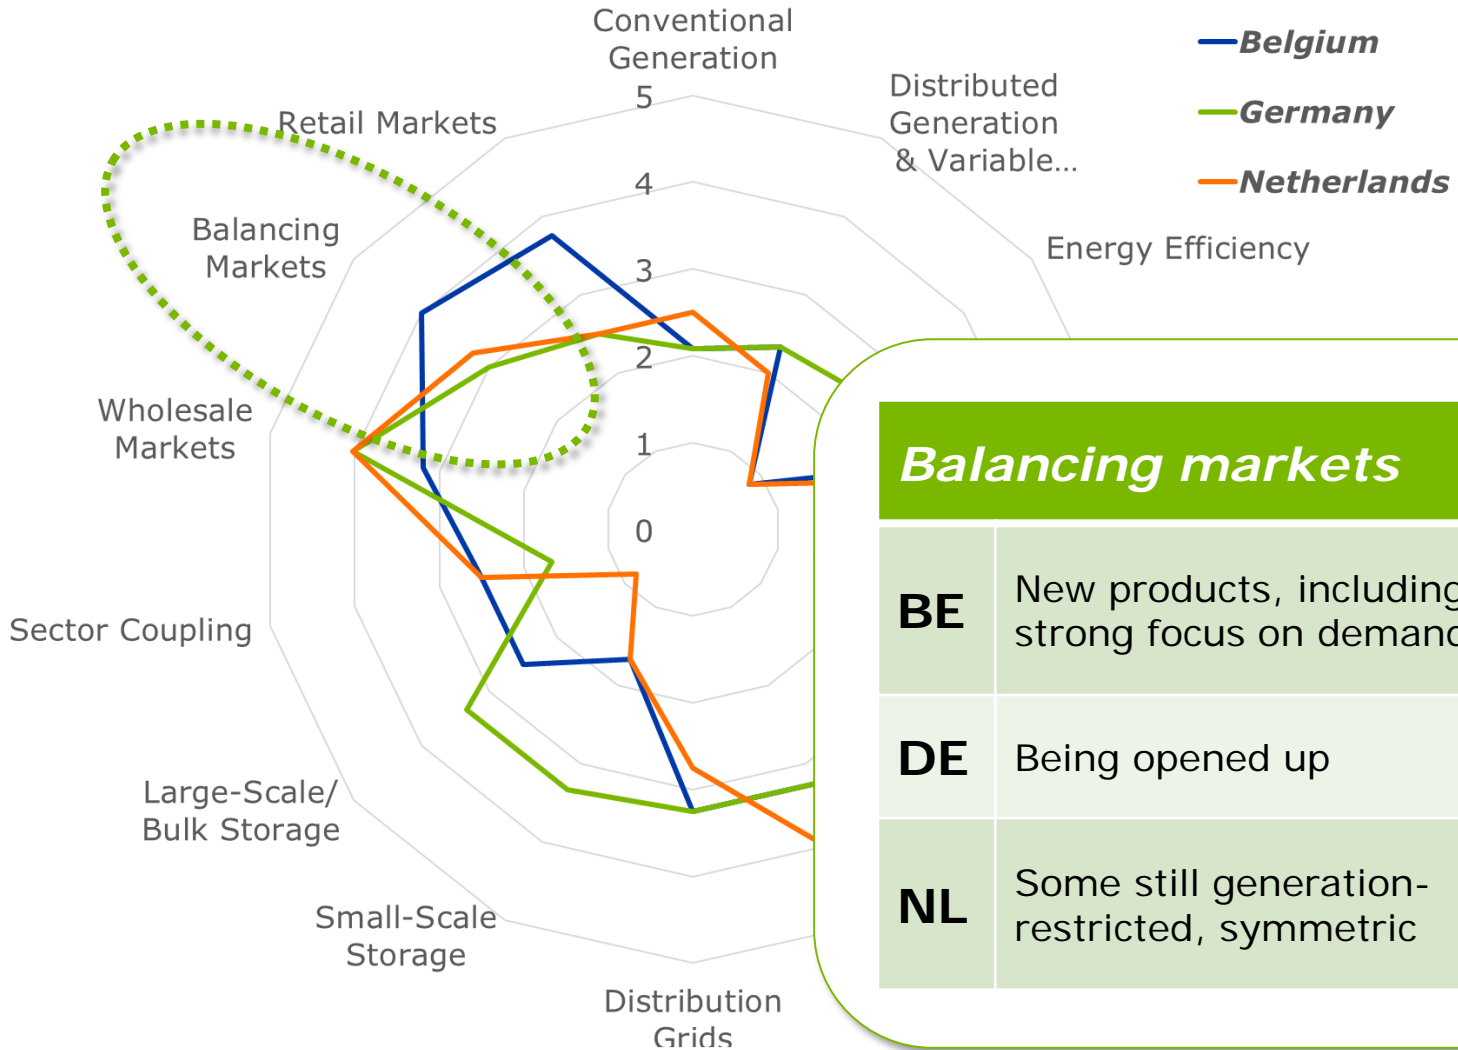 Conventional
Generation
Belgium
Germany
Netherlands
Distributed
Generation
& Variable...
Energy Efficiency
Retail Markets
Balancing
Markets
Wholesale
Markets
Sector Coupling
Large-Scale/
Bulk Storage
Small-Scale
Storage
Distribution
Grids
5
4
3
2
1
0
Balancing markets
BE
New products, including
strong focus on demand
DE
Being opened up
NL
Some still generation-
restricted, symmetric